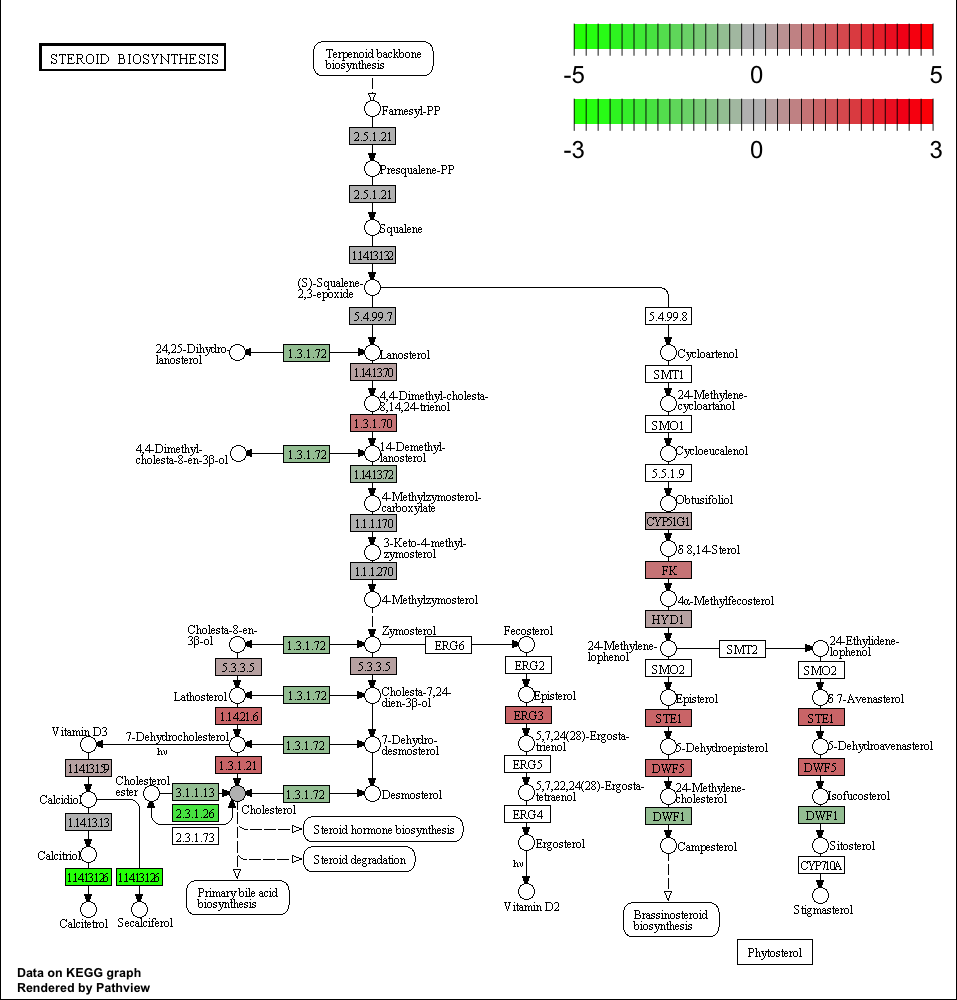 STEROID BIOSYNTHESIS
-5 0 5
-3 0 3
Terpenoid backbone
biosynthesis
Farnesyl-PP
2.5.1.21
Presqualene-PP
2.5.1.21
Squalene
1.14.13.132
(S)-Squalene-
2,3-epoxide
5.4.99.7
5.4.99.8
24,25-Dihydro-
lanosterol
1.3.1.72
Lanosterol
Cycloartenol
1.14.13.70
SMT1
4,4-Dimethyl-cholesta-
8,14,24-trienol
24-Methylene-
cycloartanol
1.3.1.70
SMO1
4,4-Dimethyl-
cholesta-8-en-3β-ol
1.3.1.72
14-Demethyl-
lanosterol
Cycloeucalenol
1.14.13.72
5.5.1.9
4-Methylzymosterol-
carboxylate
Obtusifoliol
1.1.1.170
CYP51G1
3-Keto-4-methyl-
zymosterol
δ 8,14-Sterol
1.1.1.270
FK
4-Methylzymosterol
4α-Methylfecosterol
HYD1
Cholesta-8-en-
3β-ol
1.3.1.72
Zymosterol
ERG6
Fecosterol
24-Methylene-
lophenol
SMT2
24-Ethylidene-
lophenol
5.3.3.5
5.3.3.5
ERG2
SMO2
SMO2
Lathosterol
1.3.1.72
Cholesta-7,24-
dien-3β-ol
Episterol
Episterol
δ 7-Avenasterol
1.14.21.6
ERG3
STE1
STE1
Vitamin D3
hν
7-Dehydrocholesterol
1.3.1.72
7-Dehydro-
desmosterol
5,7,24(28)-Ergosta-
trienol
5-Dehydroepisterol
5-Dehydroavenasterol
1.14.13.159
1.3.1.21
ERG5
DWF5
DWF5
Calcidiol
Cholesterol
ester
3.1.1.13
Cholesterol
1.3.1.72
Desmosterol
5,7,22,24(28)-Ergosta-
tetraenol
24-Methylene-
cholesterol
Isofucosterol
1.14.13.13
2.3.1.26
2.3.1.73
ERG4
DWF1
DWF1
Calcitriol
Steroid hormone biosynthesis
Steroid degradation
Ergosterol
Campesterol
Sitosterol
1.14.13.126
1.14.13.126
hν
CYP710A
Primary bile acid
biosynthesis
Calcitetrol
Secalciferol
Vitamin D2
Brassinosteroid
biosynthesis
Stigmasterol
Phytosterol
Data on KEGG graph
Rendered by Pathview